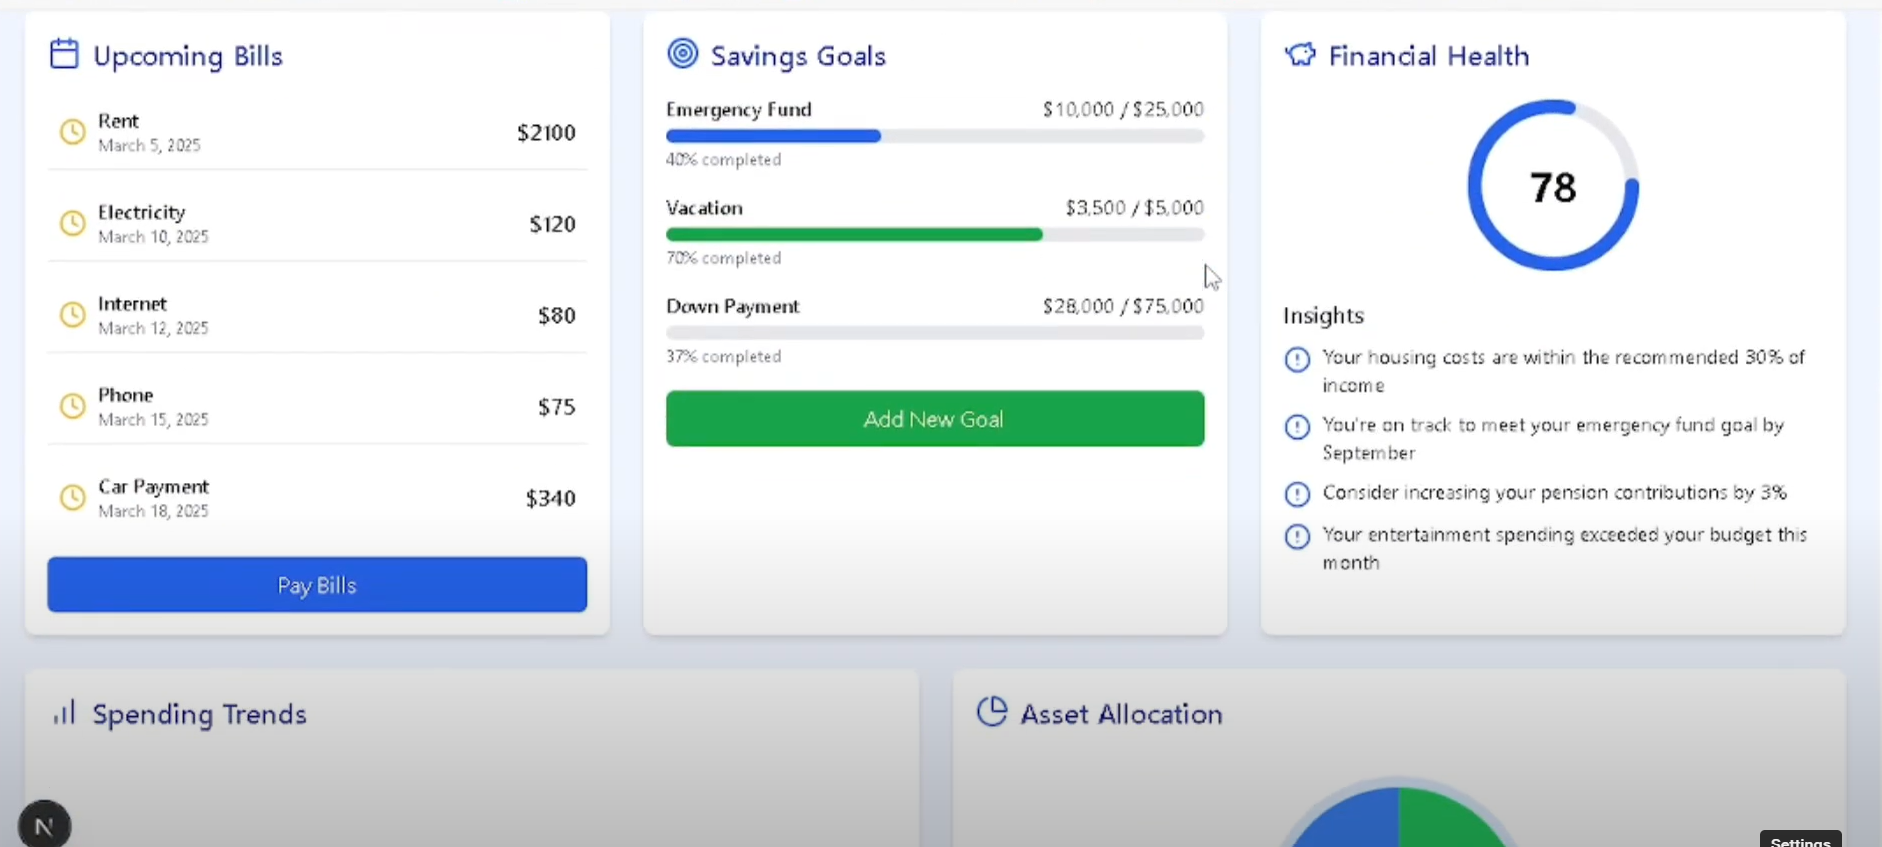 Upcoming Bills
Rent
March 5, 2025
$2100
Electricity
March 10, 2025
$120
Internet
March 12, 2025
$80
Phone
March 15, 2025
$75
Car Payment
March 18, 2025
$340
Pay Bills
Savings Goals
Emergency Fund
$10,000 / $25,000
40% completed
Vacation
$3,500 / $5,000
70% completed
Down Payment
$28,000 / $75,000
37% completed
Add New Goal
Financial Health
78
Insights
Your housing costs are within the recommended 30% of
income
You're on track to meet your emergency fund goal by
September
Consider increasing your pension contributions by 3%
Your entertainment spending exceeded your budget this
month
Spending Trends
Asset Allocation
N
Settings